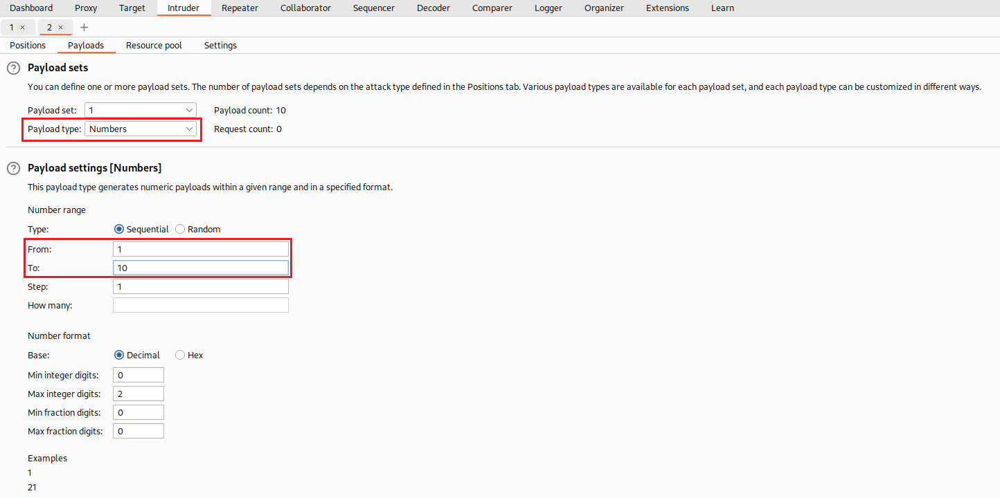 Dashboard Proxy Target Intruder Repeater Collaborator Sequencer Decoder Comparer Logger Organizer Extensions Learn
1 × 2 × +
Positions Payloads Resource pool Settings
? Payload sets
You can define one or more payload sets. The number of payload sets depends on the attack type defined in the Positions tab. Various payload types are available for each payload set, and each payload type can be customized in different ways.
Payload set: 1 Payload count: 10
Payload type: Numbers Request count: 0
? Payload settings [Numbers]
This payload type generates numeric payloads within a given range and in a specified format.
Number range
Type: Sequential Random
From: 1
To: 10
Step: 1
How many:
Number format
Base: Decimal Hex
Min integer digits: 0
Max integer digits: 2
Min fraction digits: 0
Max fraction digits: 0
Examples
1
21